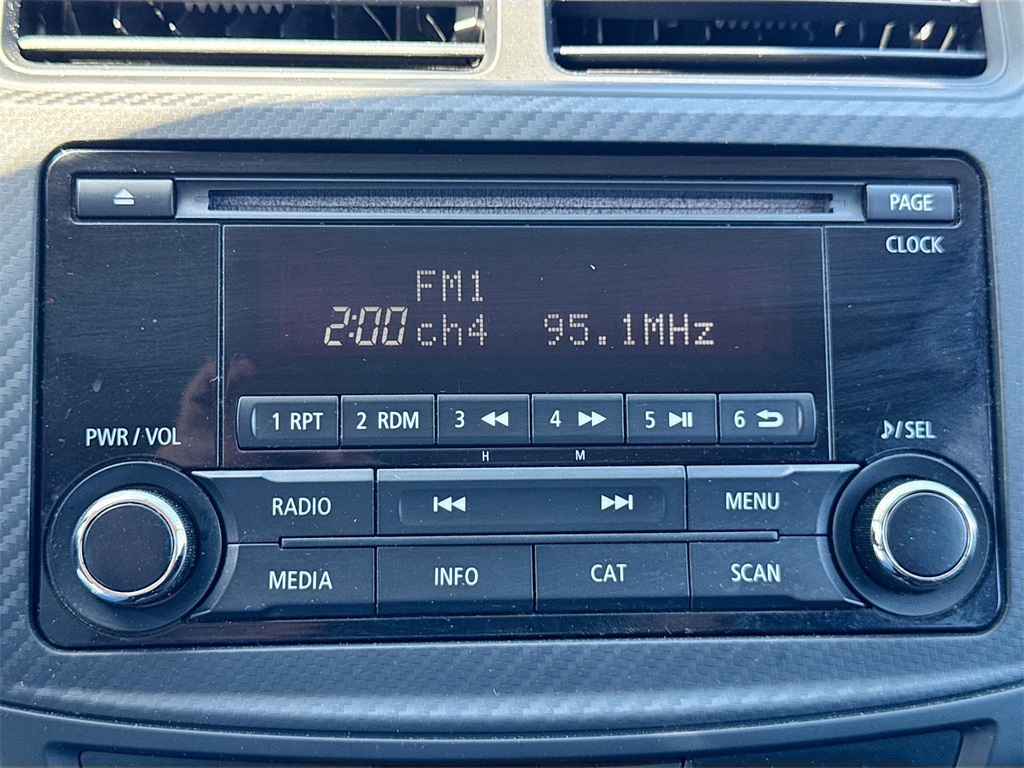 PAGE
CLOCK
FM1
2:00 ch4 95.1MHz
1 RPT 2 RDM 3 4 5 6
PWR / VOL
/SEL
H M
RADIO MENU
MEDIA INFO CAT SCAN